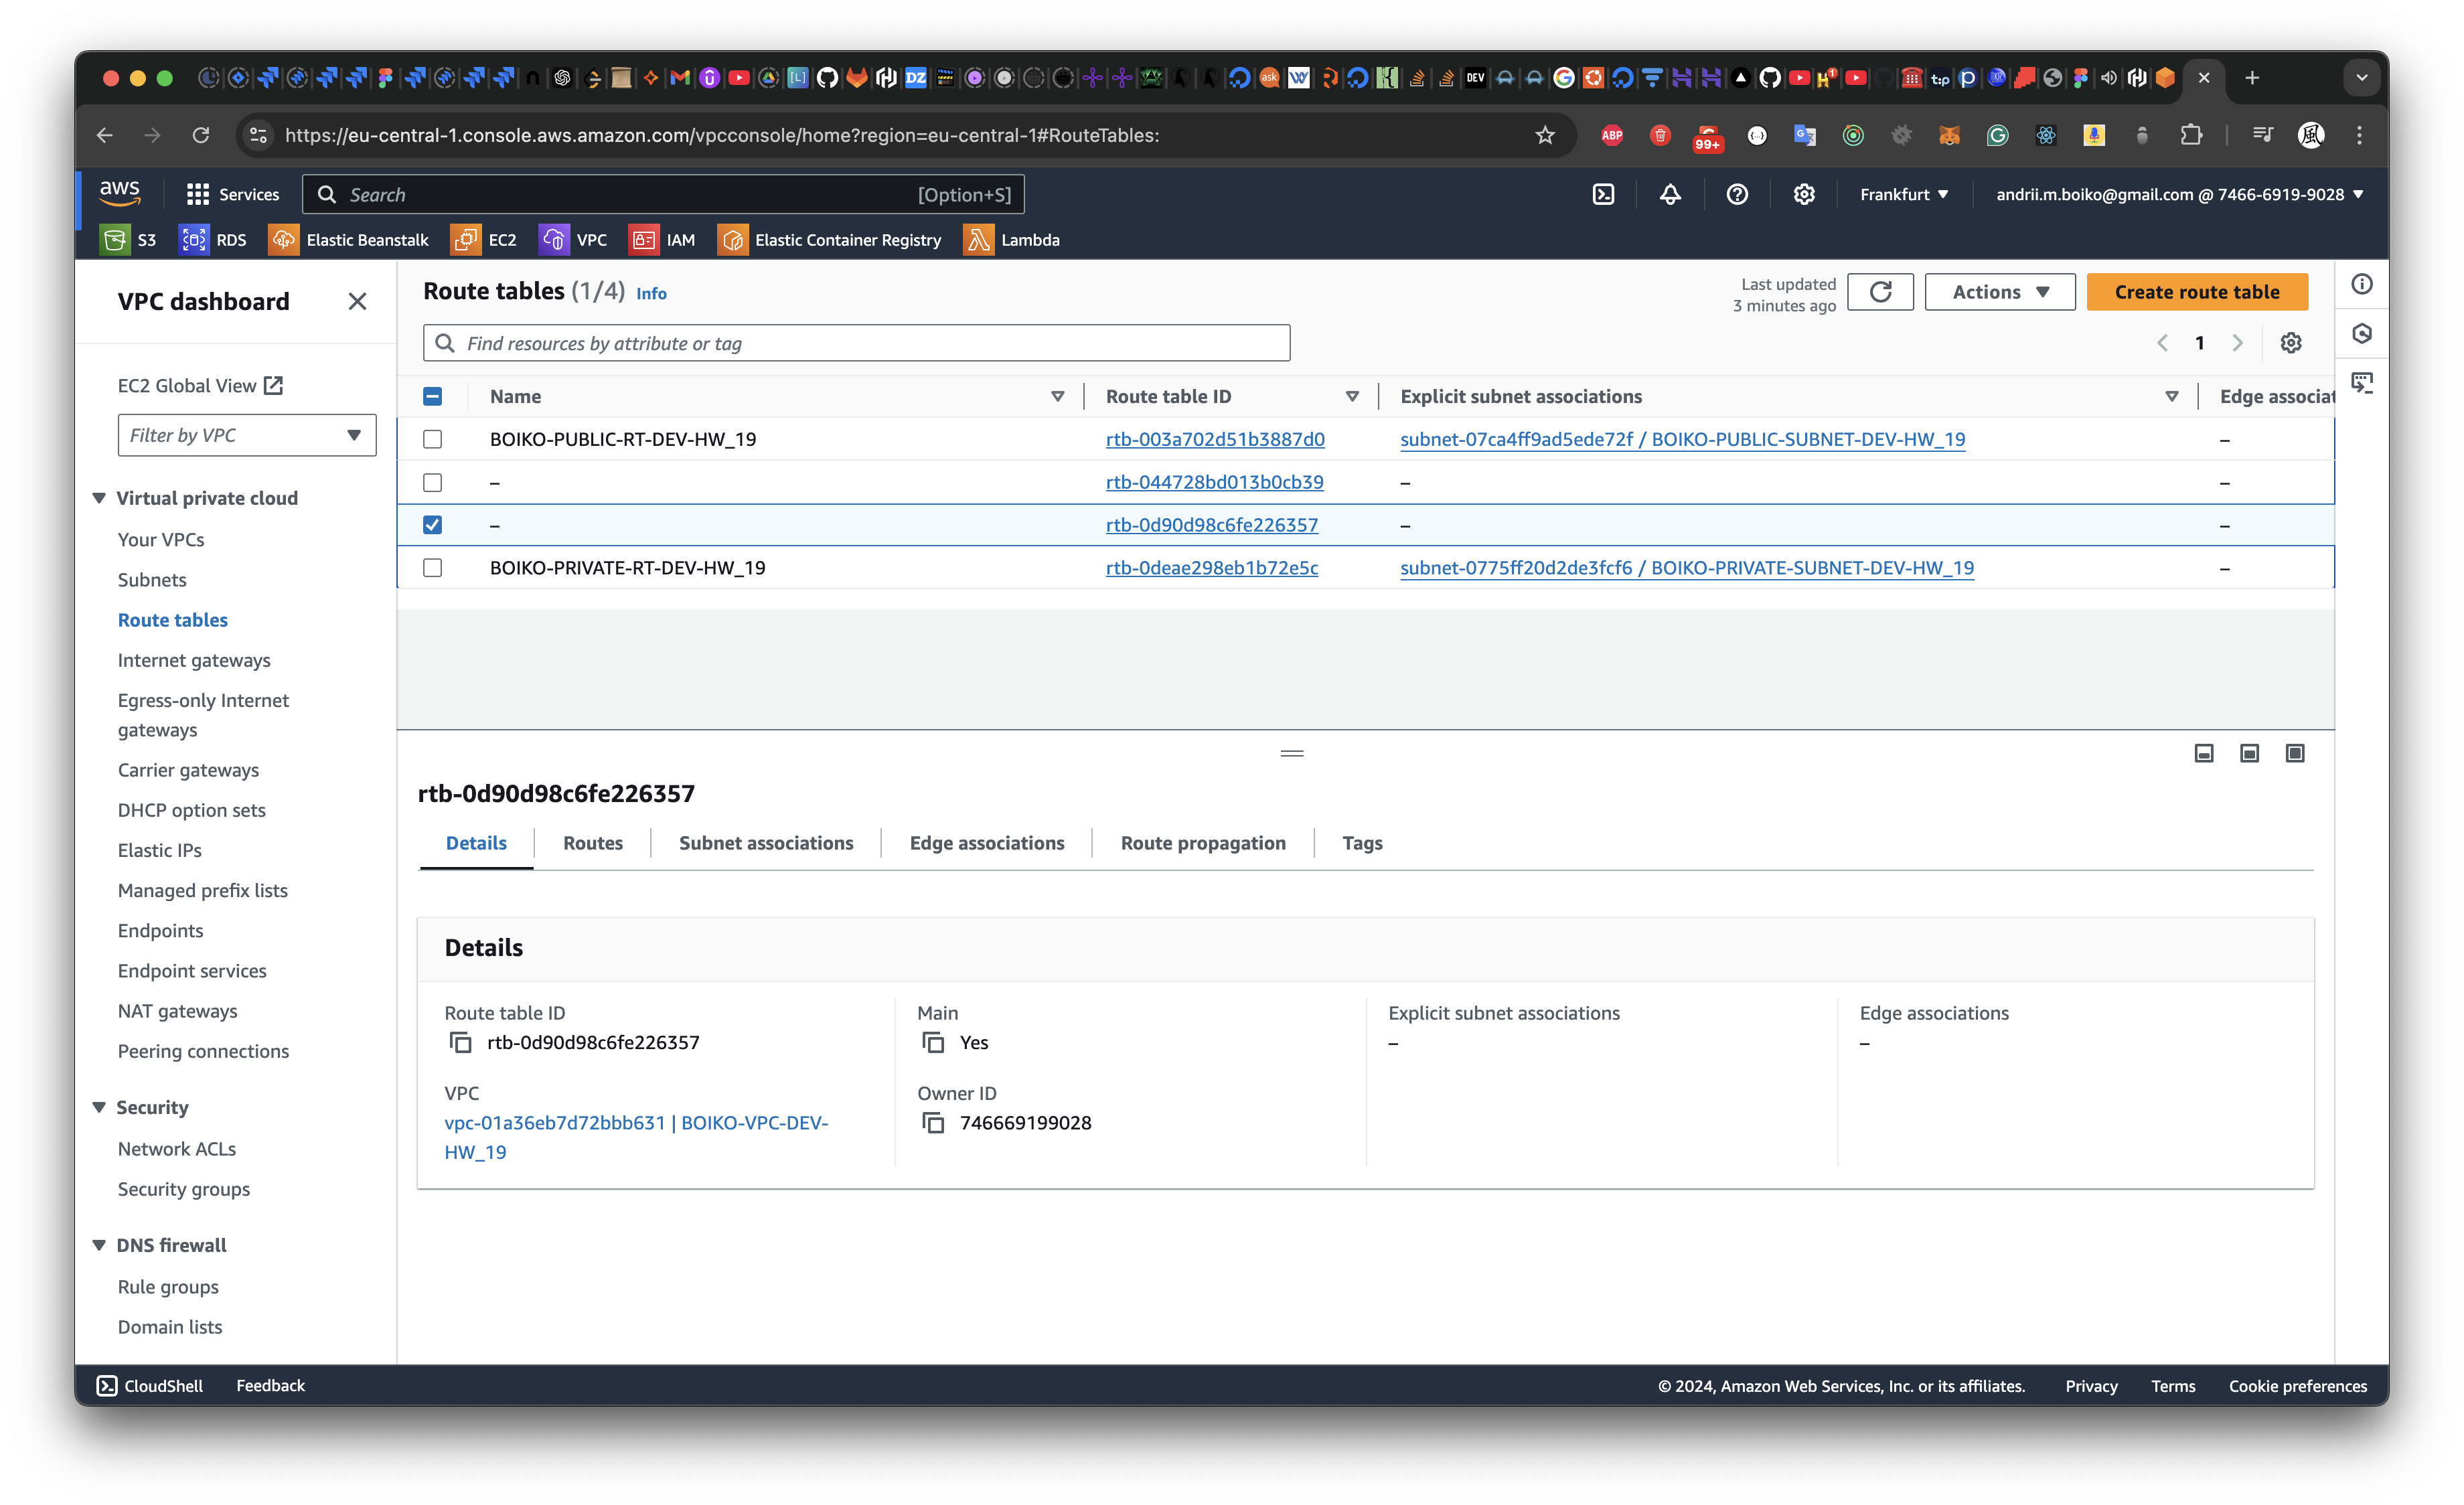 https://eu-central-1.console.aws.amazon.com/vpcconsole/home?region=eu-central-1#RouteTables:
ABP
99+
aws
Services
Search
[Option+S]
Frankfurt
andrii.m.boiko@gmail.com @ 7466-6919-9028
S3
RDS
Elastic Beanstalk
EC2
VPC
IAM
Elastic Container Registry
Lambda
VPC dashboard
EC2 Global View
Filter by VPC
Virtual private cloud
Your VPCs
Subnets
Route tables
Internet gateways
Egress-only Internet
gateways
Carrier gateways
DHCP option sets
Elastic IPs
Managed prefix lists
Endpoints
Endpoint services
NAT gateways
Peering connections
Security
Network ACLs
Security groups
DNS firewall
Rule groups
Domain lists
Route tables (1/4) Info
Last updated
3 minutes ago
Actions
Create route table
Find resources by attribute or tag
1
Name Route table ID Explicit subnet associations Edge associat
BOIKO-PUBLIC-RT-DEV-HW_19 rtb-003a702d51b3887d0 subnet-07ca4ff9ad5ede72f / BOIKO-PUBLIC-SUBNET-DEV-HW_19 –
– rtb-044728bd013b0cb39 – –
– rtb-0d90d98c6fe226357 – –
BOIKO-PRIVATE-RT-DEV-HW_19 rtb-0deae298eb1b72e5c subnet-0775ff20d2de3fcf6 / BOIKO-PRIVATE-SUBNET-DEV-HW_19 –
rtb-0d90d98c6fe226357
Details Routes Subnet associations Edge associations Route propagation Tags
Details
Route table ID
rtb-0d90d98c6fe226357
Main
Yes
Explicit subnet associations
–
Edge associations
–
VPC
vpc-01a36eb7d72bbb631 | BOIKO-VPC-DEV-
HW_19
Owner ID
746669199028
CloudShell
Feedback
© 2024, Amazon Web Services, Inc. or its affiliates.
Privacy
Terms
Cookie preferences